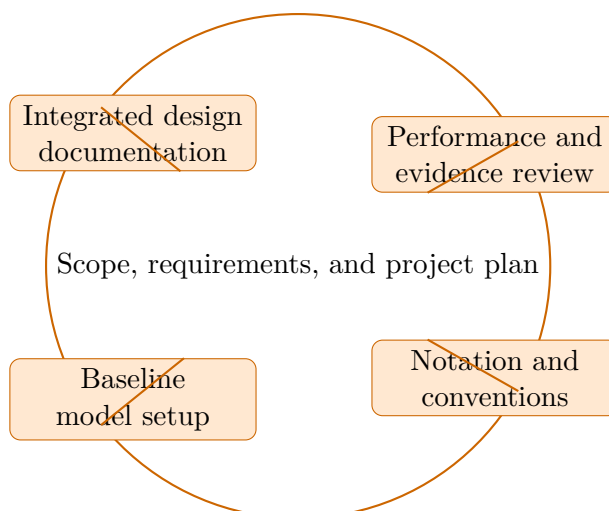 Integrated design
documentation
Performance and
evidence review
Scope, requirements, and project plan
Baseline
model setup
Notation and
conventions